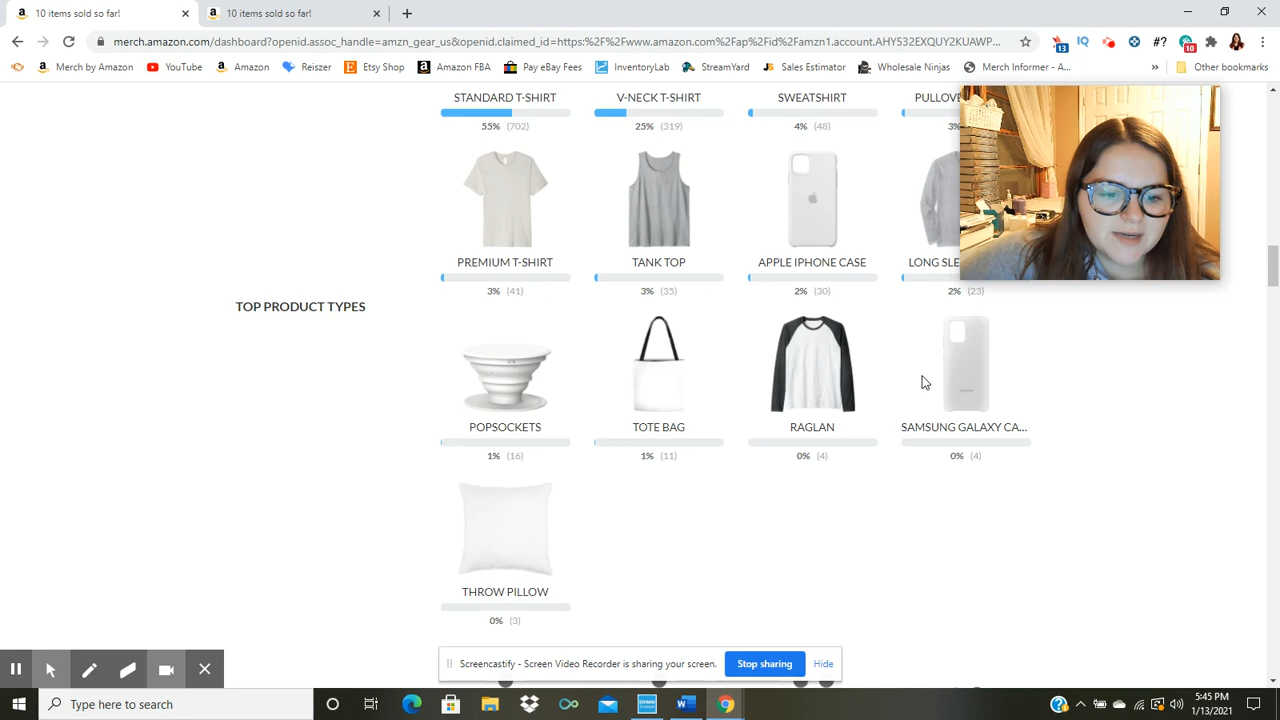 10 items sold so far!
10 items sold so far!
merch.amazon.com/dashboard?openid.assoc_handle=amzn_gear_us&openid.claimed_id=https:%2F%2Fwww.amazon.com%2Fap%2Fid%2Famzn1.account.AHY532EXQUY2KUAWP...
13
#?
10
Merch by Amazon
YouTube
Amazon
Reiszer
Etsy Shop
Amazon FBA
Pay eBay Fees
InventoryLab
StreamYard
Sales Estimator
Wholesale Ninjas
Merch Informer - A...
»
Other bookmarks
STANDARD T-SHIRT
V-NECK T-SHIRT
SWEATSHIRT
55% (702)
25% (319)
4% (48)
3%
PREMIUM T-SHIRT
TANK TOP
APPLE IPHONE CASE
3% (41)
3% (35)
2% (30)
2% (23)
TOP PRODUCT TYPES
POPSOCKETS
TOTE BAG
RAGLAN
SAMSUNG GALAXY CA...
1% (16)
1% (11)
0% (4)
0% (4)
THROW PILLOW
0% (3)
Screencastify - Screen Video Recorder is sharing your screen.
Stop sharing
Hide
Type here to search
5:45 PM
1/13/2021